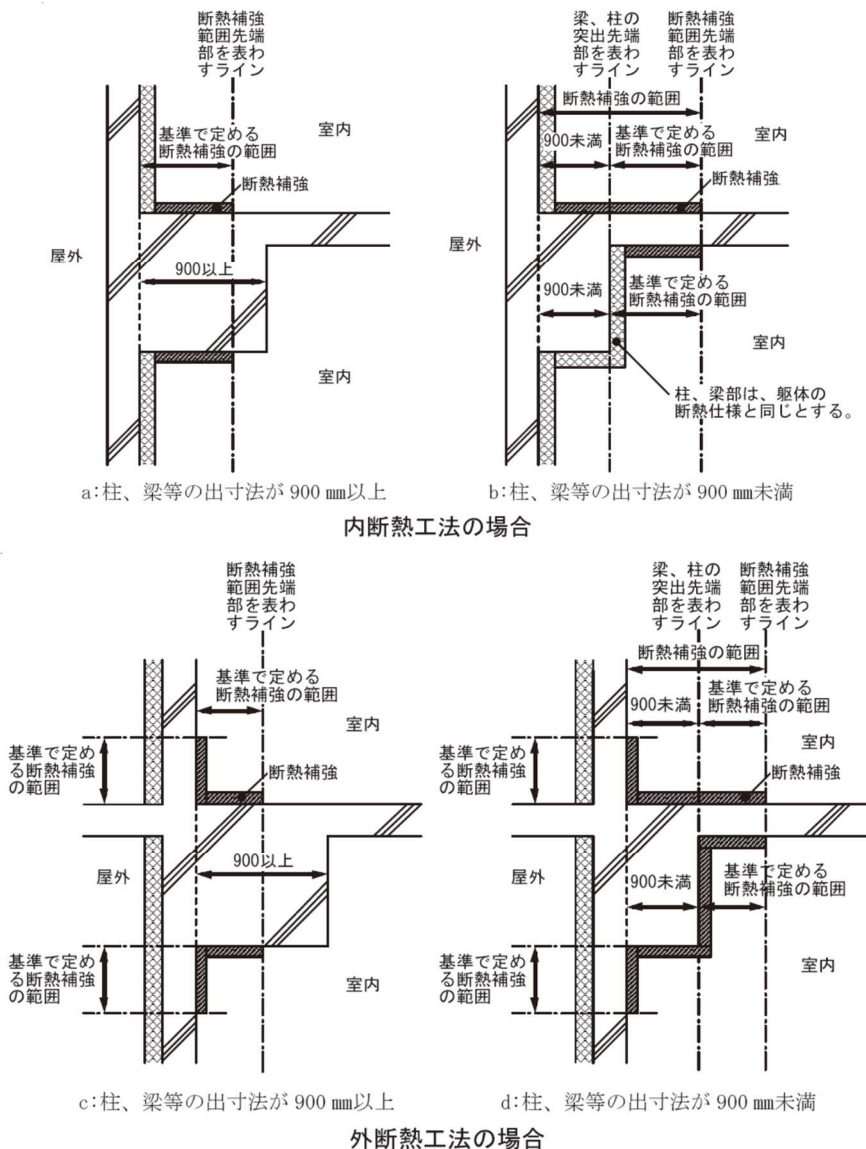 断熱補強
範囲先端
部を表わ
すライン
基準で定める
断熱補強の範囲
室内
断熱補強
屋外
900以上
室内
a:柱、梁等の出寸法が 900 ㎜以上
梁、柱の
突出先端
部を表わ
すライン
断熱補強
範囲先端
部を表わ
すライン
断熱補強の範囲
900未満
基準で定める
断熱補強の範囲
室内
断熱補強
屋外
900未満
基準で定める
断熱補強の範囲
室内
柱、梁部は、躯体の
断熱仕様と同じとする。
b:柱、梁等の出寸法が 900 ㎜未満
内断熱工法の場合
断熱補強
範囲先端
部を表わ
すライン
基準で定める
断熱補強の範囲
室内
基準で定め
る断熱補強
の範囲
断熱補強
900以上
屋外
基準で定め
る断熱補強
の範囲
室内
c:柱、梁等の出寸法が 900 ㎜以上
梁、柱の
突出先端
部を表わ
すライン
断熱補強
範囲先端
部を表わ
すライン
断熱補強の範囲
900未満
基準で定める
断熱補強の範囲
室内
基準で定め
る断熱補強
の範囲
断熱補強
屋外
900未満
基準で定める
断熱補強の範囲
基準で定め
る断熱補強
の範囲
室内
d:柱、梁等の出寸法が 900 ㎜未満
外断熱工法の場合